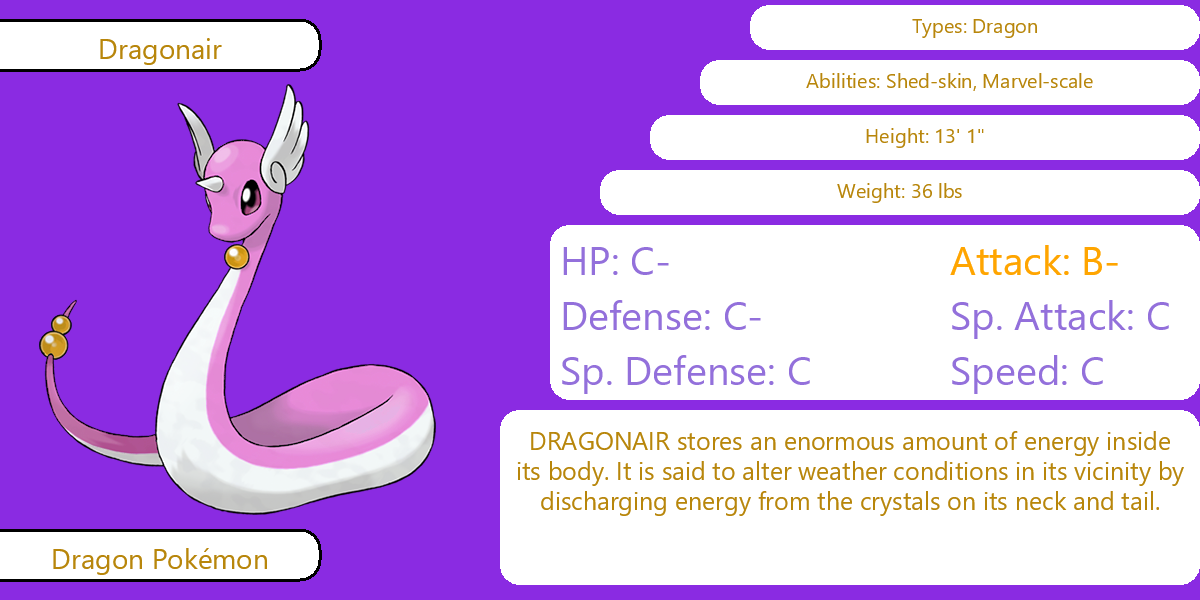 Dragonair
Types: Dragon
Abilities: Shed-skin, Marvel-scale
Height: 13' 1"
Weight: 36 lbs
HP: C-
Attack: B-
Defense: C-
Sp. Attack: C
Sp. Defense: C
Speed: C
DRAGONAIR stores an enormous amount of energy inside
its body. It is said to alter weather conditions in its vicinity by
discharging energy from the crystals on its neck and tail.
Dragon Pokémon